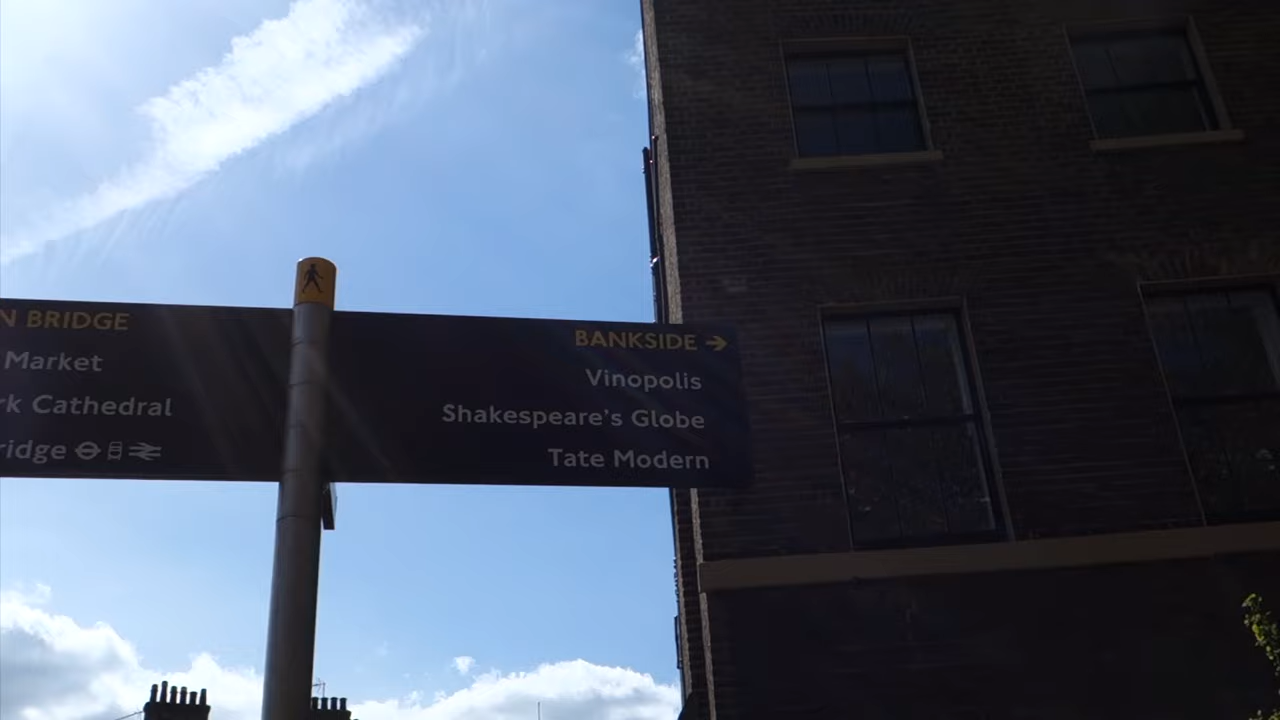 N BRIDGE
Market
rk Cathedral
ridge
BANKSIDE →
Vinopolis
Shakespeare's Globe
Tate Modern